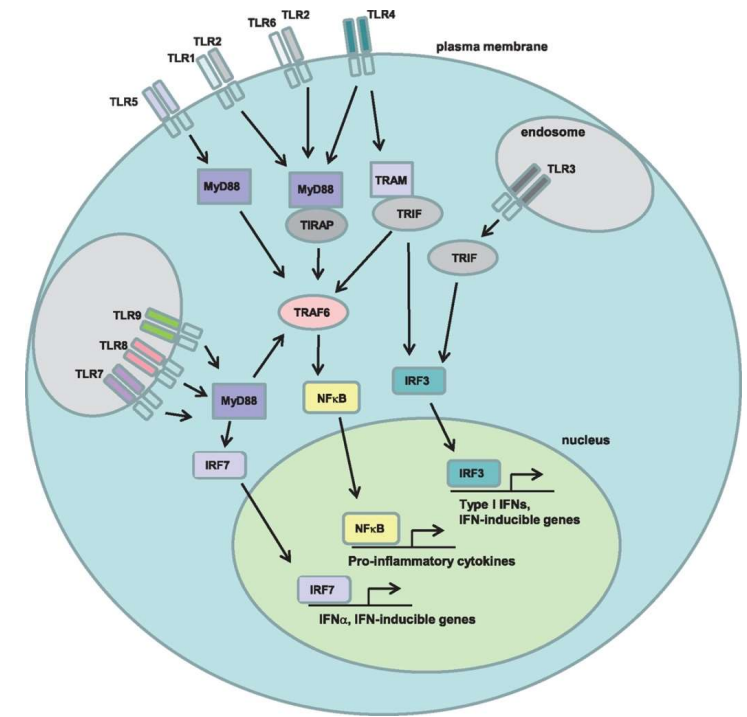 TLR4
TLR2
TLR6
TLR2
TLR1
plasma membrane
TLR5
endosome
TLR3
MyD88
MyD88
TRAM
TIRAP
TRIF
TRIF
TLR9
TRAF6
TLR8
TLR7
MyD88
NFκB
IRF3
nucleus
IRF7
IRF3
Type I IFNs,
IFN-inducible genes
NFκB
Pro-inflammatory cytokines
IRF7
IFNα, IFN-inducible genes